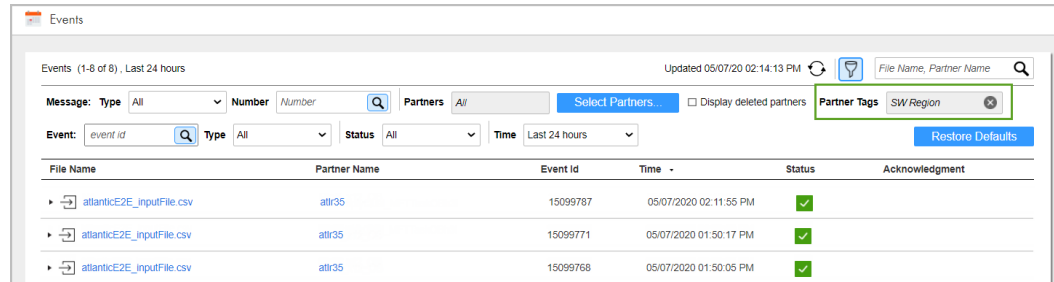 Events
Events (1-8 of 8) , Last 24 hours
Updated 05/07/20 02:14:13 PM
File Name, Partner Name
Message: Type All Number Number Partners All Select Partners... Display deleted partners Partner Tags SW Region
Event: event id Type All Status All Time Last 24 hours Restore Defaults
File Name Partner Name Event Id Time Status Acknowledgment
atlanticE2E_inputFile.csv atlr35 15099787 05/07/2020 02:11:55 PM
atlanticE2E_inputFile.csv atlr35 15099771 05/07/2020 01:50:17 PM
atlanticE2E_inputFile.csv atlr35 15099768 05/07/2020 01:50:05 PM